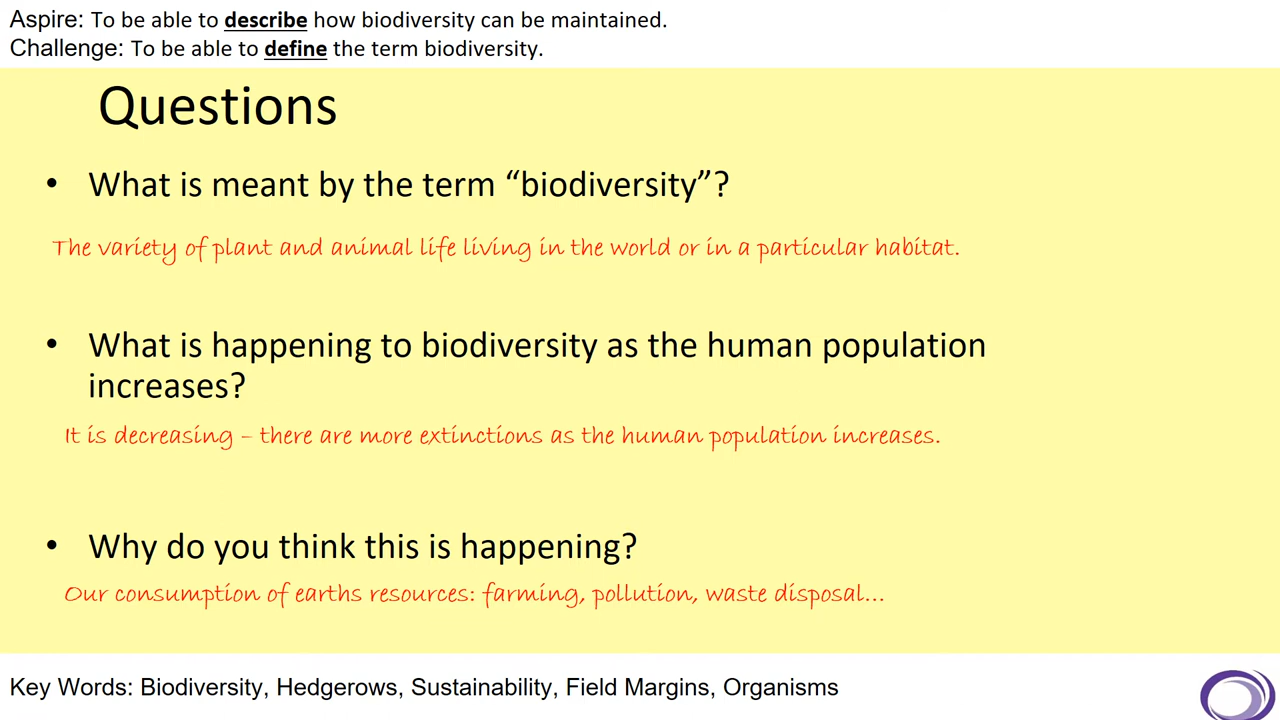 Aspire: To be able to describe how biodiversity can be maintained.
Challenge: To be able to define the term biodiversity.
Questions
• What is meant by the term “biodiversity”?
The variety of plant and animal life living in the world or in a particular habitat.
• What is happening to biodiversity as the human population
increases?
It is decreasing – there are more extinctions as the human population increases.
• Why do you think this is happening?
Our consumption of earths resources: farming, pollution, waste disposal...
Key Words: Biodiversity, Hedgerows, Sustainability, Field Margins, Organisms